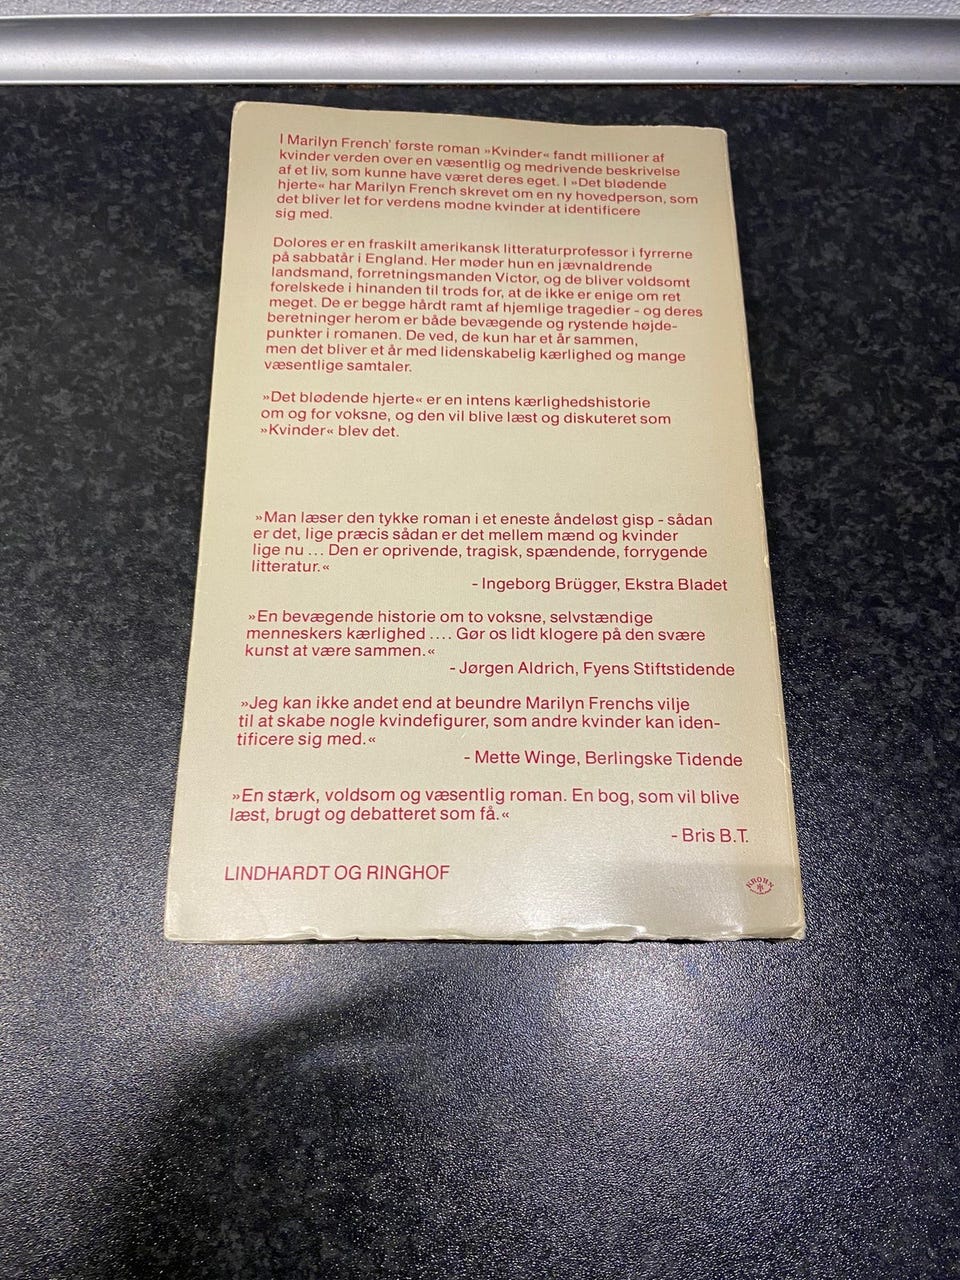 I Marilyn French' første roman »Kvinder« fandt millioner af
kvinder verden over en væsentlig og medrivende beskrivelse
af et liv, som kunne have været deres eget. I »Det blødende
hjerte« har Marilyn French skrevet om en ny hovedperson, som
det bliver let for verdens modne kvinder at identificere
sig med.
Dolores er en fraskilt amerikansk litteraturprofessor i fyrrerne
på sabbatår i England. Her møder hun en jævnaldrende
landsmand, forretningsmanden Victor, og de bliver voldsomt
forelskede i hinanden til trods for, at de ikke er enige om ret
meget. De er begge hårdt ramt af hjemlige tragedier - og deres
beretninger herom er både bevægende og rystende højde-
punkter i romanen. De ved, de kun har et år sammen,
men det bliver et år med lidenskabelig kærlighed og mange
væsentlige samtaler.
»Det blødende hjerte« er en intens kærlighedshistorie
om og for voksne, og den vil blive læst og diskuteret som
»Kvinder« blev det.
»Man læser den tykke roman i et eneste åndeløst gisp - sådan
er det, lige præcis sådan er det mellem mænd og kvinder
lige nu ... Den er oprivende, tragisk, spændende, forrygende
litteratur.«
- Ingeborg Brügger, Ekstra Bladet
»En bevægende historie om to voksne, selvstændige
menneskers kærlighed .... Gør os lidt klogere på den svære
kunst at være sammen.«
- Jørgen Aldrich, Fyens Stiftstidende
»Jeg kan ikke andet end at beundre Marilyn Frenchs vilje
til at skabe nogle kvindefigurer, som andre kvinder kan iden-
tificere sig med.«
- Mette Winge, Berlingske Tidende
»En stærk, voldsom og væsentlig roman. En bog, som vil blive
læst, brugt og debatteret som få.«
- Bris B.T.
LINDHARDT OG RINGHOF
KROHN